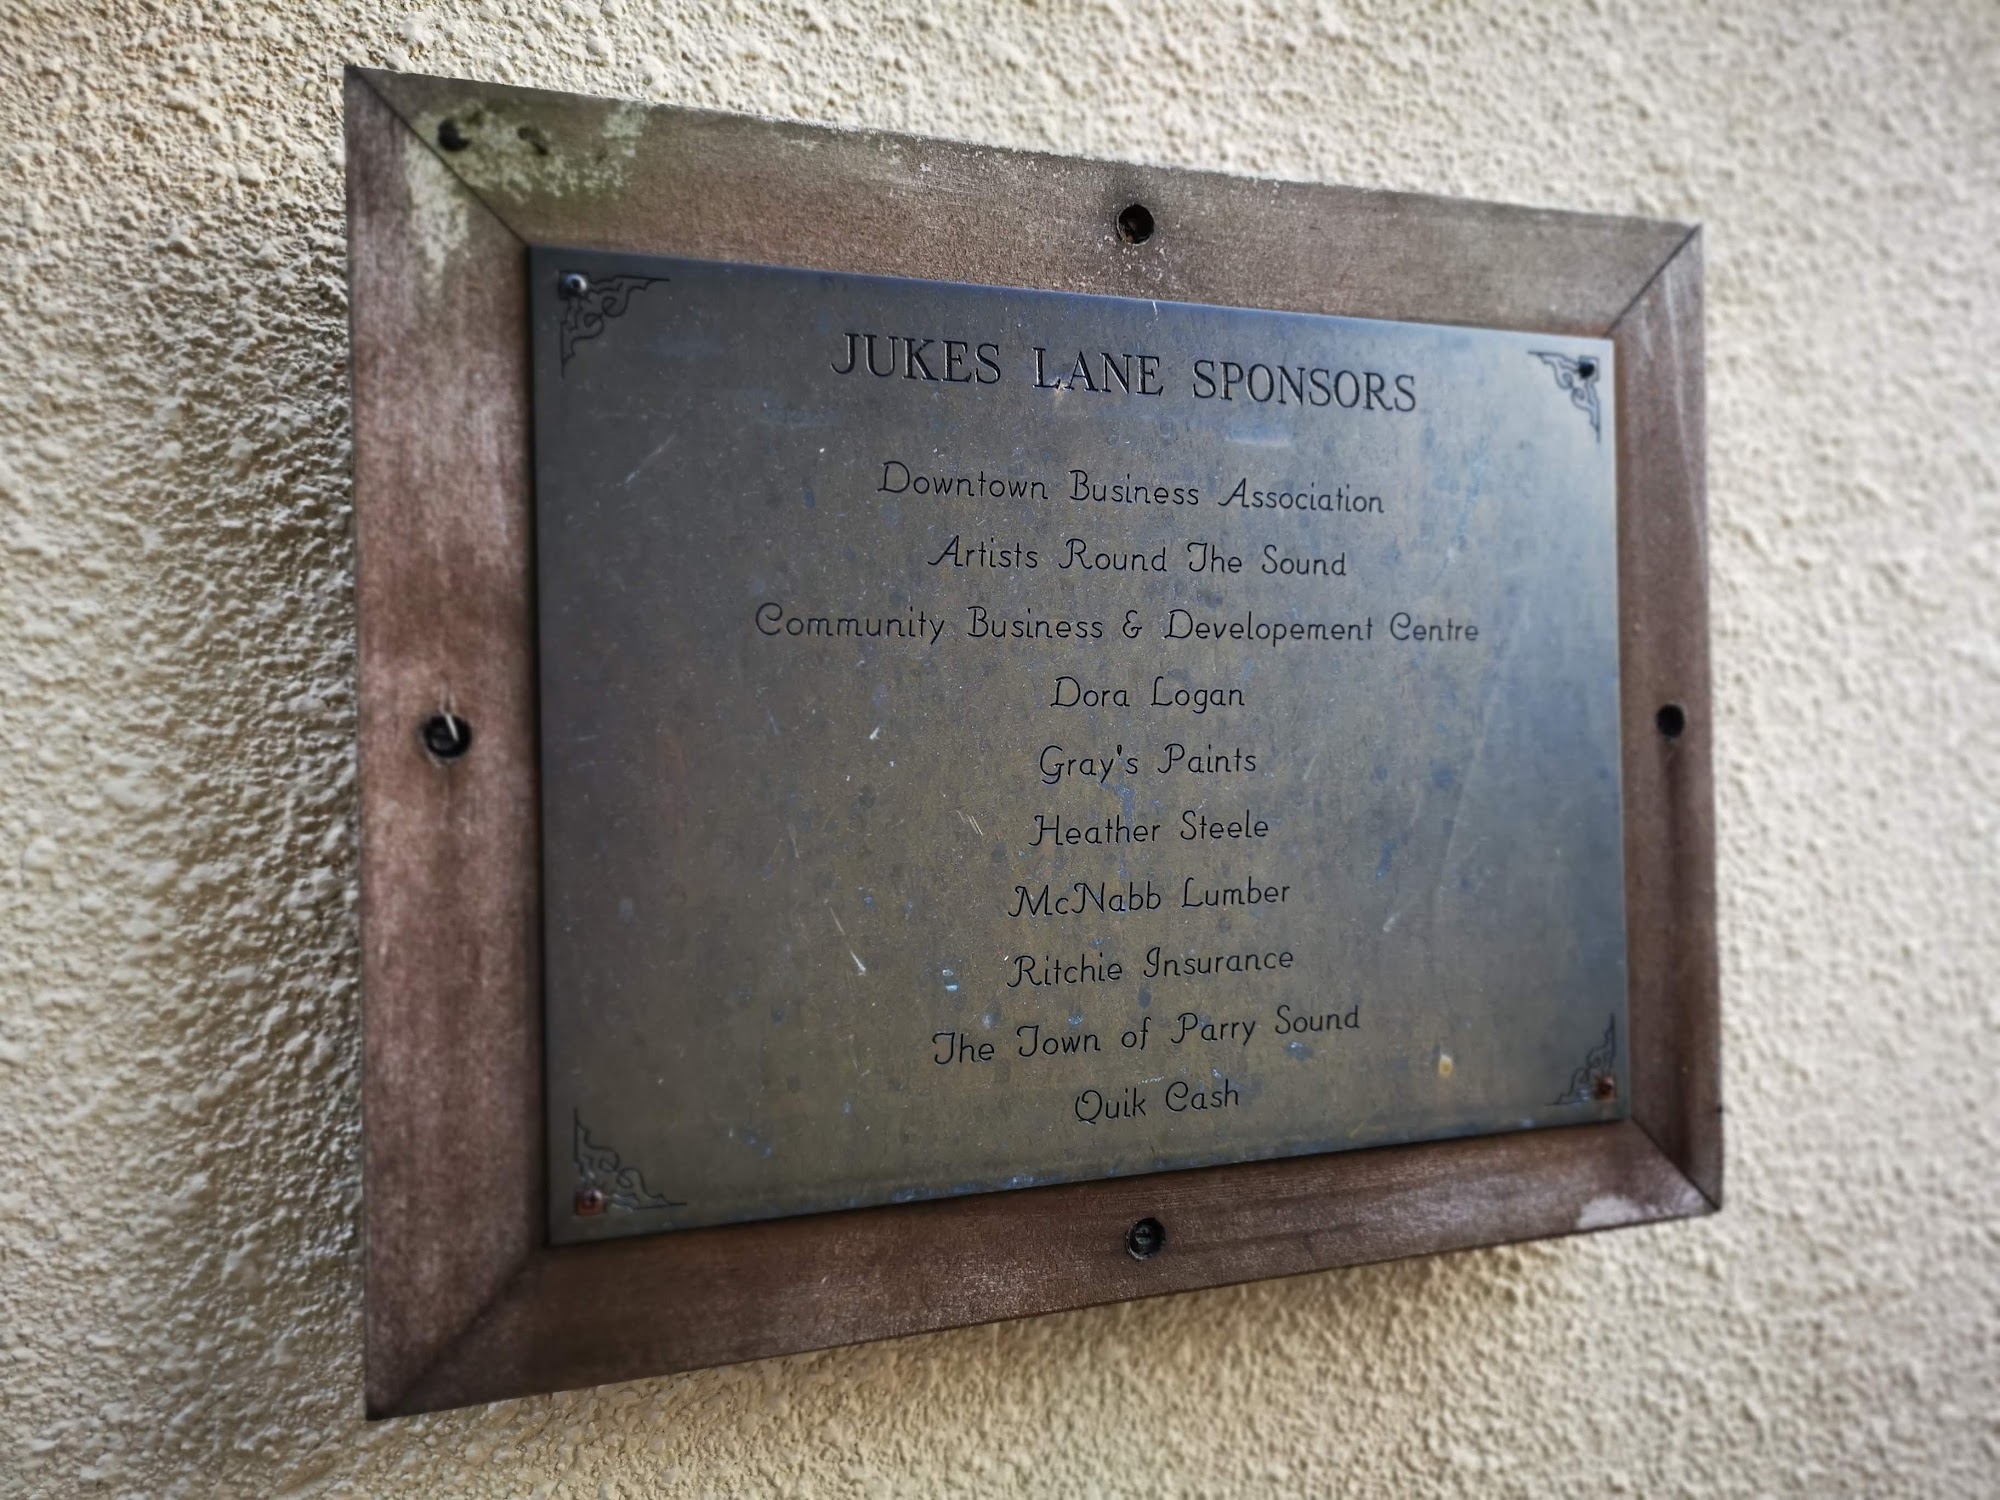 JUKES LANE SPONSORS
Downtown Business Association
Artists Round The Sound
Community Business & Developement Centre
Dora Logan
Gray's Paints
Heather Steele
McNabb Lumber
Ritchie Insurance
The Town of Parry Sound
Quik Cash